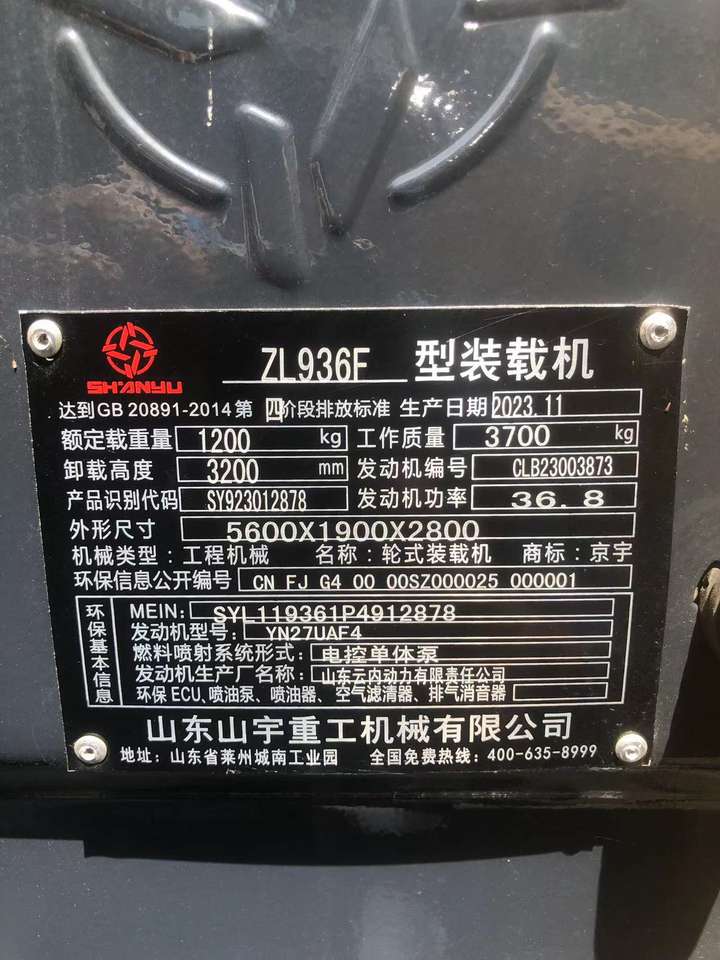 SHANYU
ZL936F 型装载机
达到GB 20891-2014第 四 阶段排放标准 生产日期 2023.11
额定载重量 1200 kg 工作质量 3700 kg
卸载高度 3200 mm 发动机编号 CLB23003873
产品识别代码 SY923012878 发动机功率 36.8
外形尺寸 5600X1900X2800
机械类型：工程机械 名称：轮式装载机 商标：京宇
环保信息公开编号 CN FJ G4 00 00SZ000025 000001
环保基本信息
MEIN: SYL119361P4912878
发动机型号: YN27UAF4
燃料喷射系统形式: 电控单体泵
发动机生产厂名称: 山东云内动力有限责任公司
环保ECU、喷油泵、喷油器、空气滤清器、排气消音器
山东山宇重工机械有限公司
地址：山东省莱州城南工业园 全国免费热线：400-635-8999